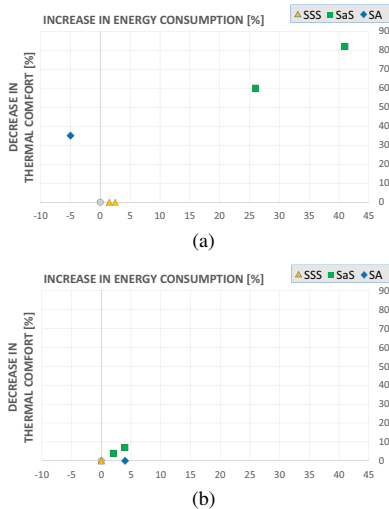 INCREASE IN ENERGY CONSUMPTION [%]
SSS SaS SA
DECREASE IN
THERMAL COMFORT [%]
90
80
70
60
50
40
30
20
10
0
-10 -5 0 5 10 15 20 25 30 35 40 45
(a)
INCREASE IN ENERGY CONSUMPTION [%]
SSS SaS SA
DECREASE IN
THERMAL COMFORT [%]
90
80
70
60
50
40
30
20
10
0
-10 -5 0 5 10 15 20 25 30 35 40 45
(b)